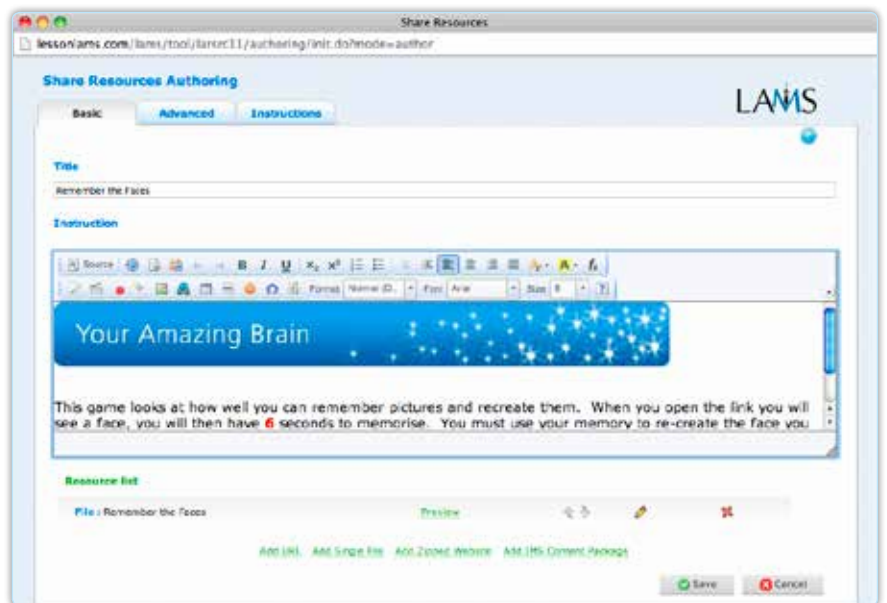 Share Resources
lessonlams.com/lams/tool/larsrc11/authoring/init.do?mode=author
Share Resources Authoring
LAMS
Basic Advanced Instructions
Title
Remember the Faces
Instruction
Source B I U X₂ X²
Format Normal (D.. Font Arial Size 8
Your Amazing Brain
This game looks at how well you can remember pictures and recreate them. When you open the link you will
see a face, you will then have 6 seconds to memorise. You must use your memory to re-create the face you
Resource list
File : Remember the Faces Preview
Add URL Add Single File Add Zipped Website Add IMS Content Package
Save Cancel